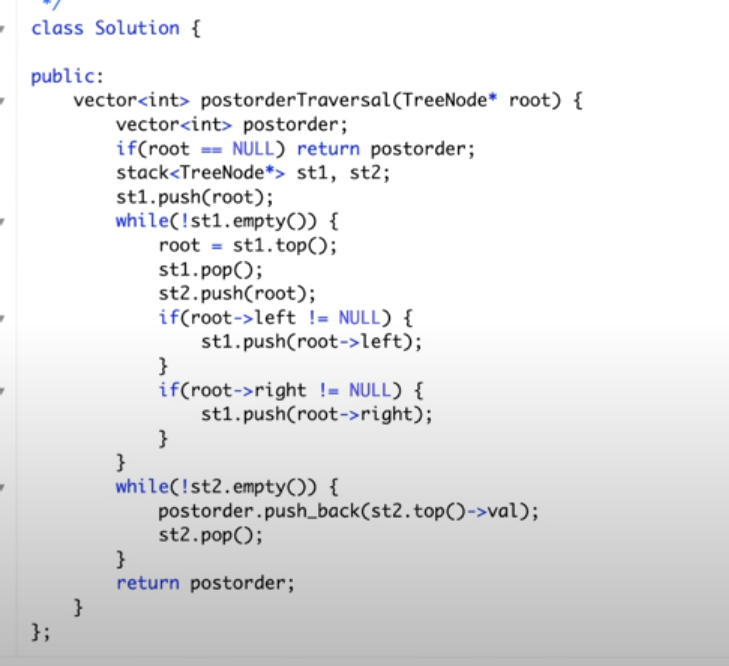 */
class Solution {
public:
    vector<int> postorderTraversal(TreeNode* root) {
        vector<int> postorder;
        if(root == NULL) return postorder;
        stack<TreeNode*> st1, st2;
        st1.push(root);
        while(!st1.empty()) {
            root = st1.top();
            st1.pop();
            st2.push(root);
            if(root->left != NULL) {
                st1.push(root->left);
            }
            if(root->right != NULL) {
                st1.push(root->right);
            }
        }
        while(!st2.empty()) {
            postorder.push_back(st2.top()->val);
            st2.pop();
        }
        return postorder;
    }
};